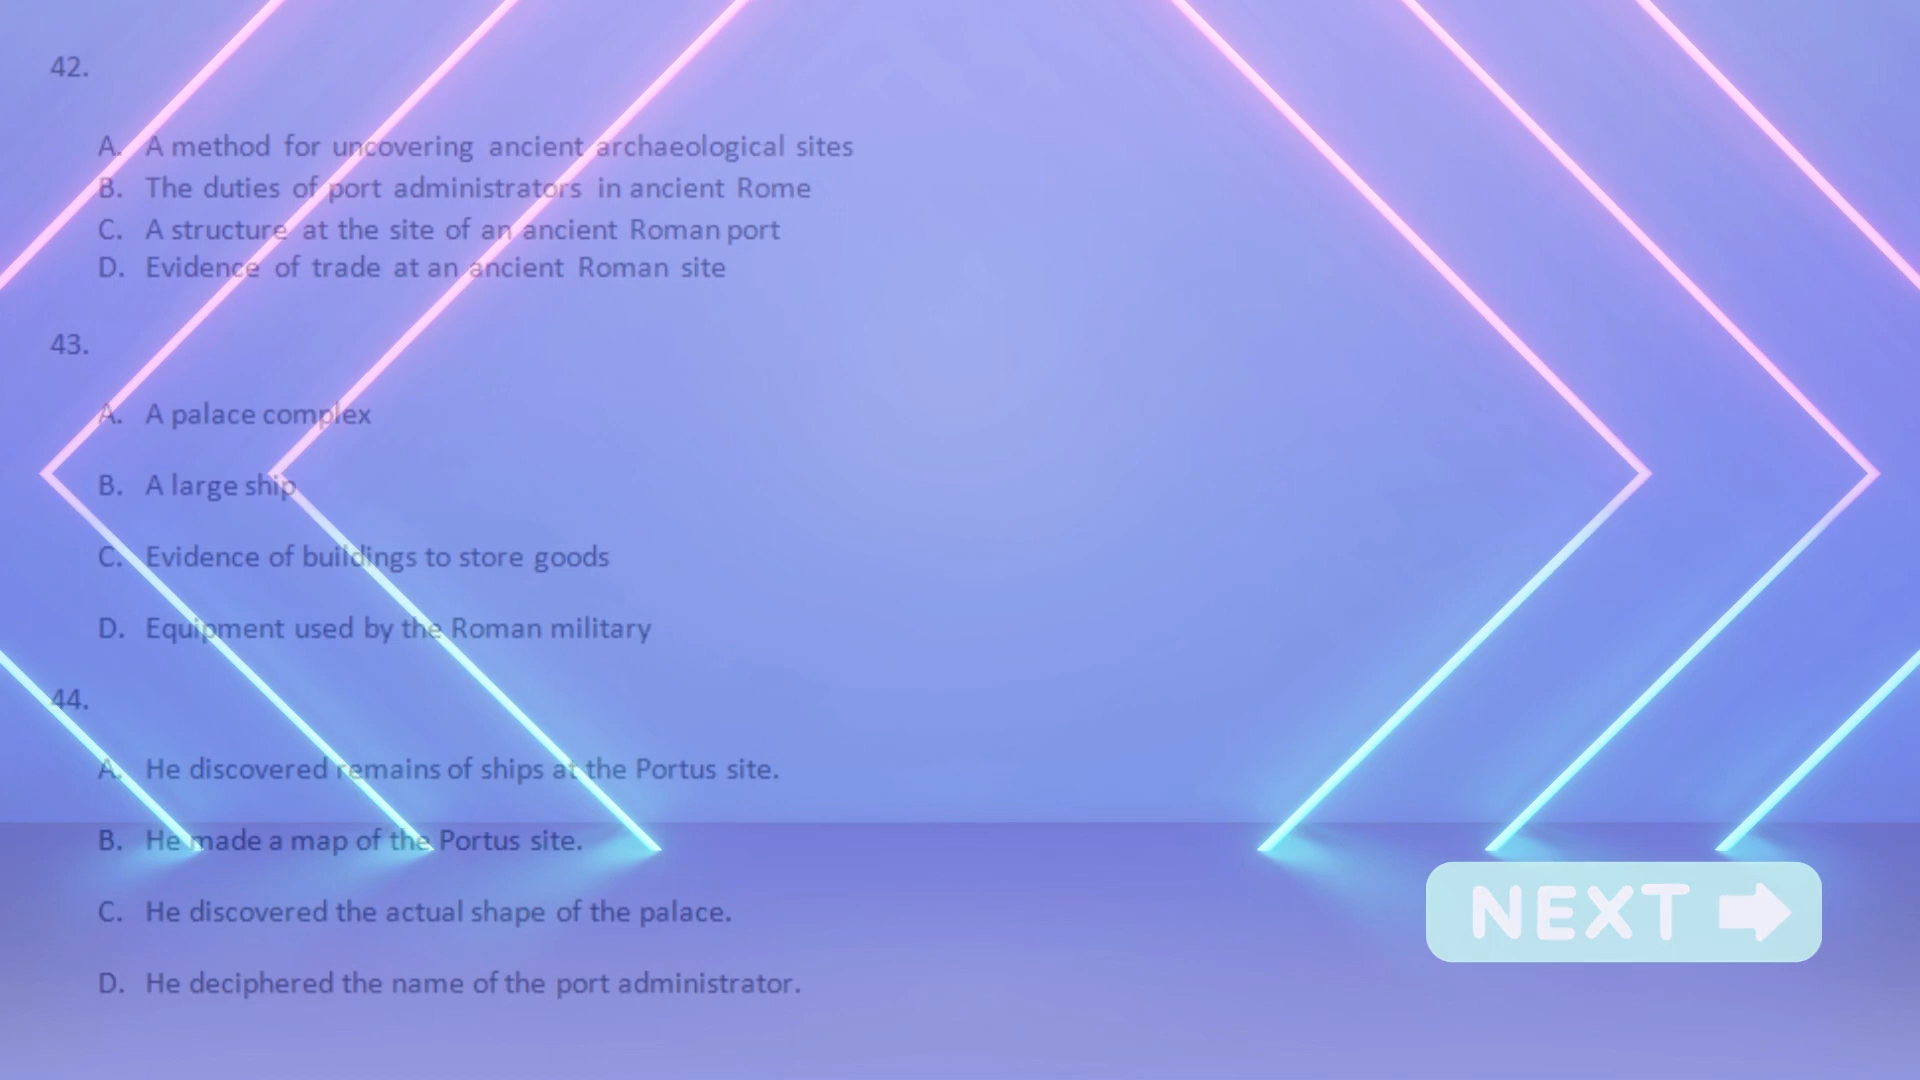 42.
A. A method for uncovering ancient archaeological sites
B. The duties of port administrators in ancient Rome
C. A structure at the site of an ancient Roman port
D. Evidence of trade at an ancient Roman site
43.
A. A palace complex
B. A large ship
C. Evidence of buildings to store goods
D. Equipment used by the Roman military
44.
A. He discovered remains of ships at the Portus site.
B. He made a map of the Portus site.
C. He discovered the actual shape of the palace.
D. He deciphered the name of the port administrator.
NEXT